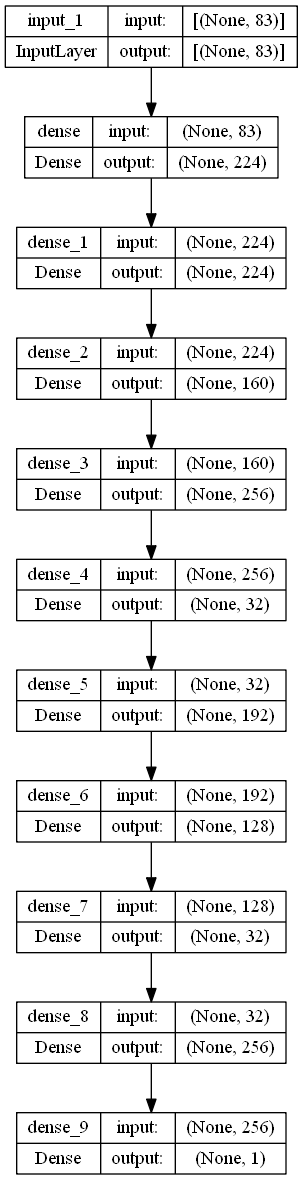 input_1 input: [(None, 83)]
InputLayer output: [(None, 83)]
dense input: (None, 83)
Dense output: (None, 224)
dense_1 input: (None, 224)
Dense output: (None, 224)
dense_2 input: (None, 224)
Dense output: (None, 160)
dense_3 input: (None, 160)
Dense output: (None, 256)
dense_4 input: (None, 256)
Dense output: (None, 32)
dense_5 input: (None, 32)
Dense output: (None, 192)
dense_6 input: (None, 192)
Dense output: (None, 128)
dense_7 input: (None, 128)
Dense output: (None, 32)
dense_8 input: (None, 32)
Dense output: (None, 256)
dense_9 input: (None, 256)
Dense output: (None, 1)